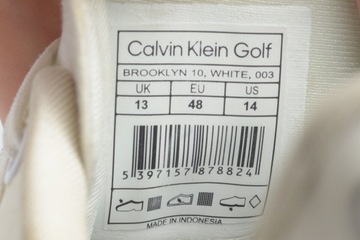 Calvin Klein Golf
BROOKLYN 10, WHITE, 003
UK EU US
13 48 14
5 397157 878824
MADE IN INDONESIA